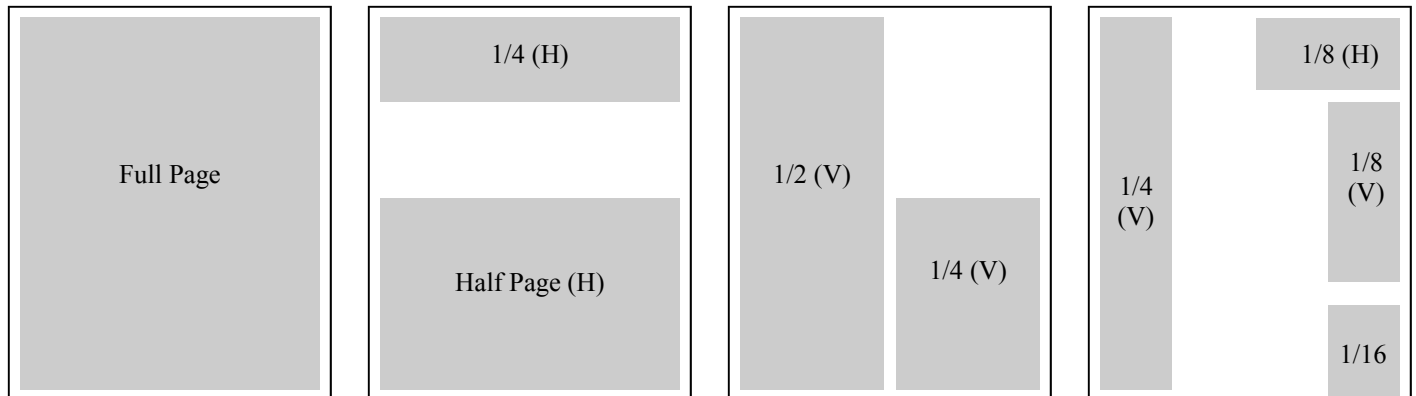 Full Page
1/4 (H)
Half Page (H)
1/2 (V)
1/4 (V)
1/4
(V)
1/8 (H)
1/8
(V)
1/16